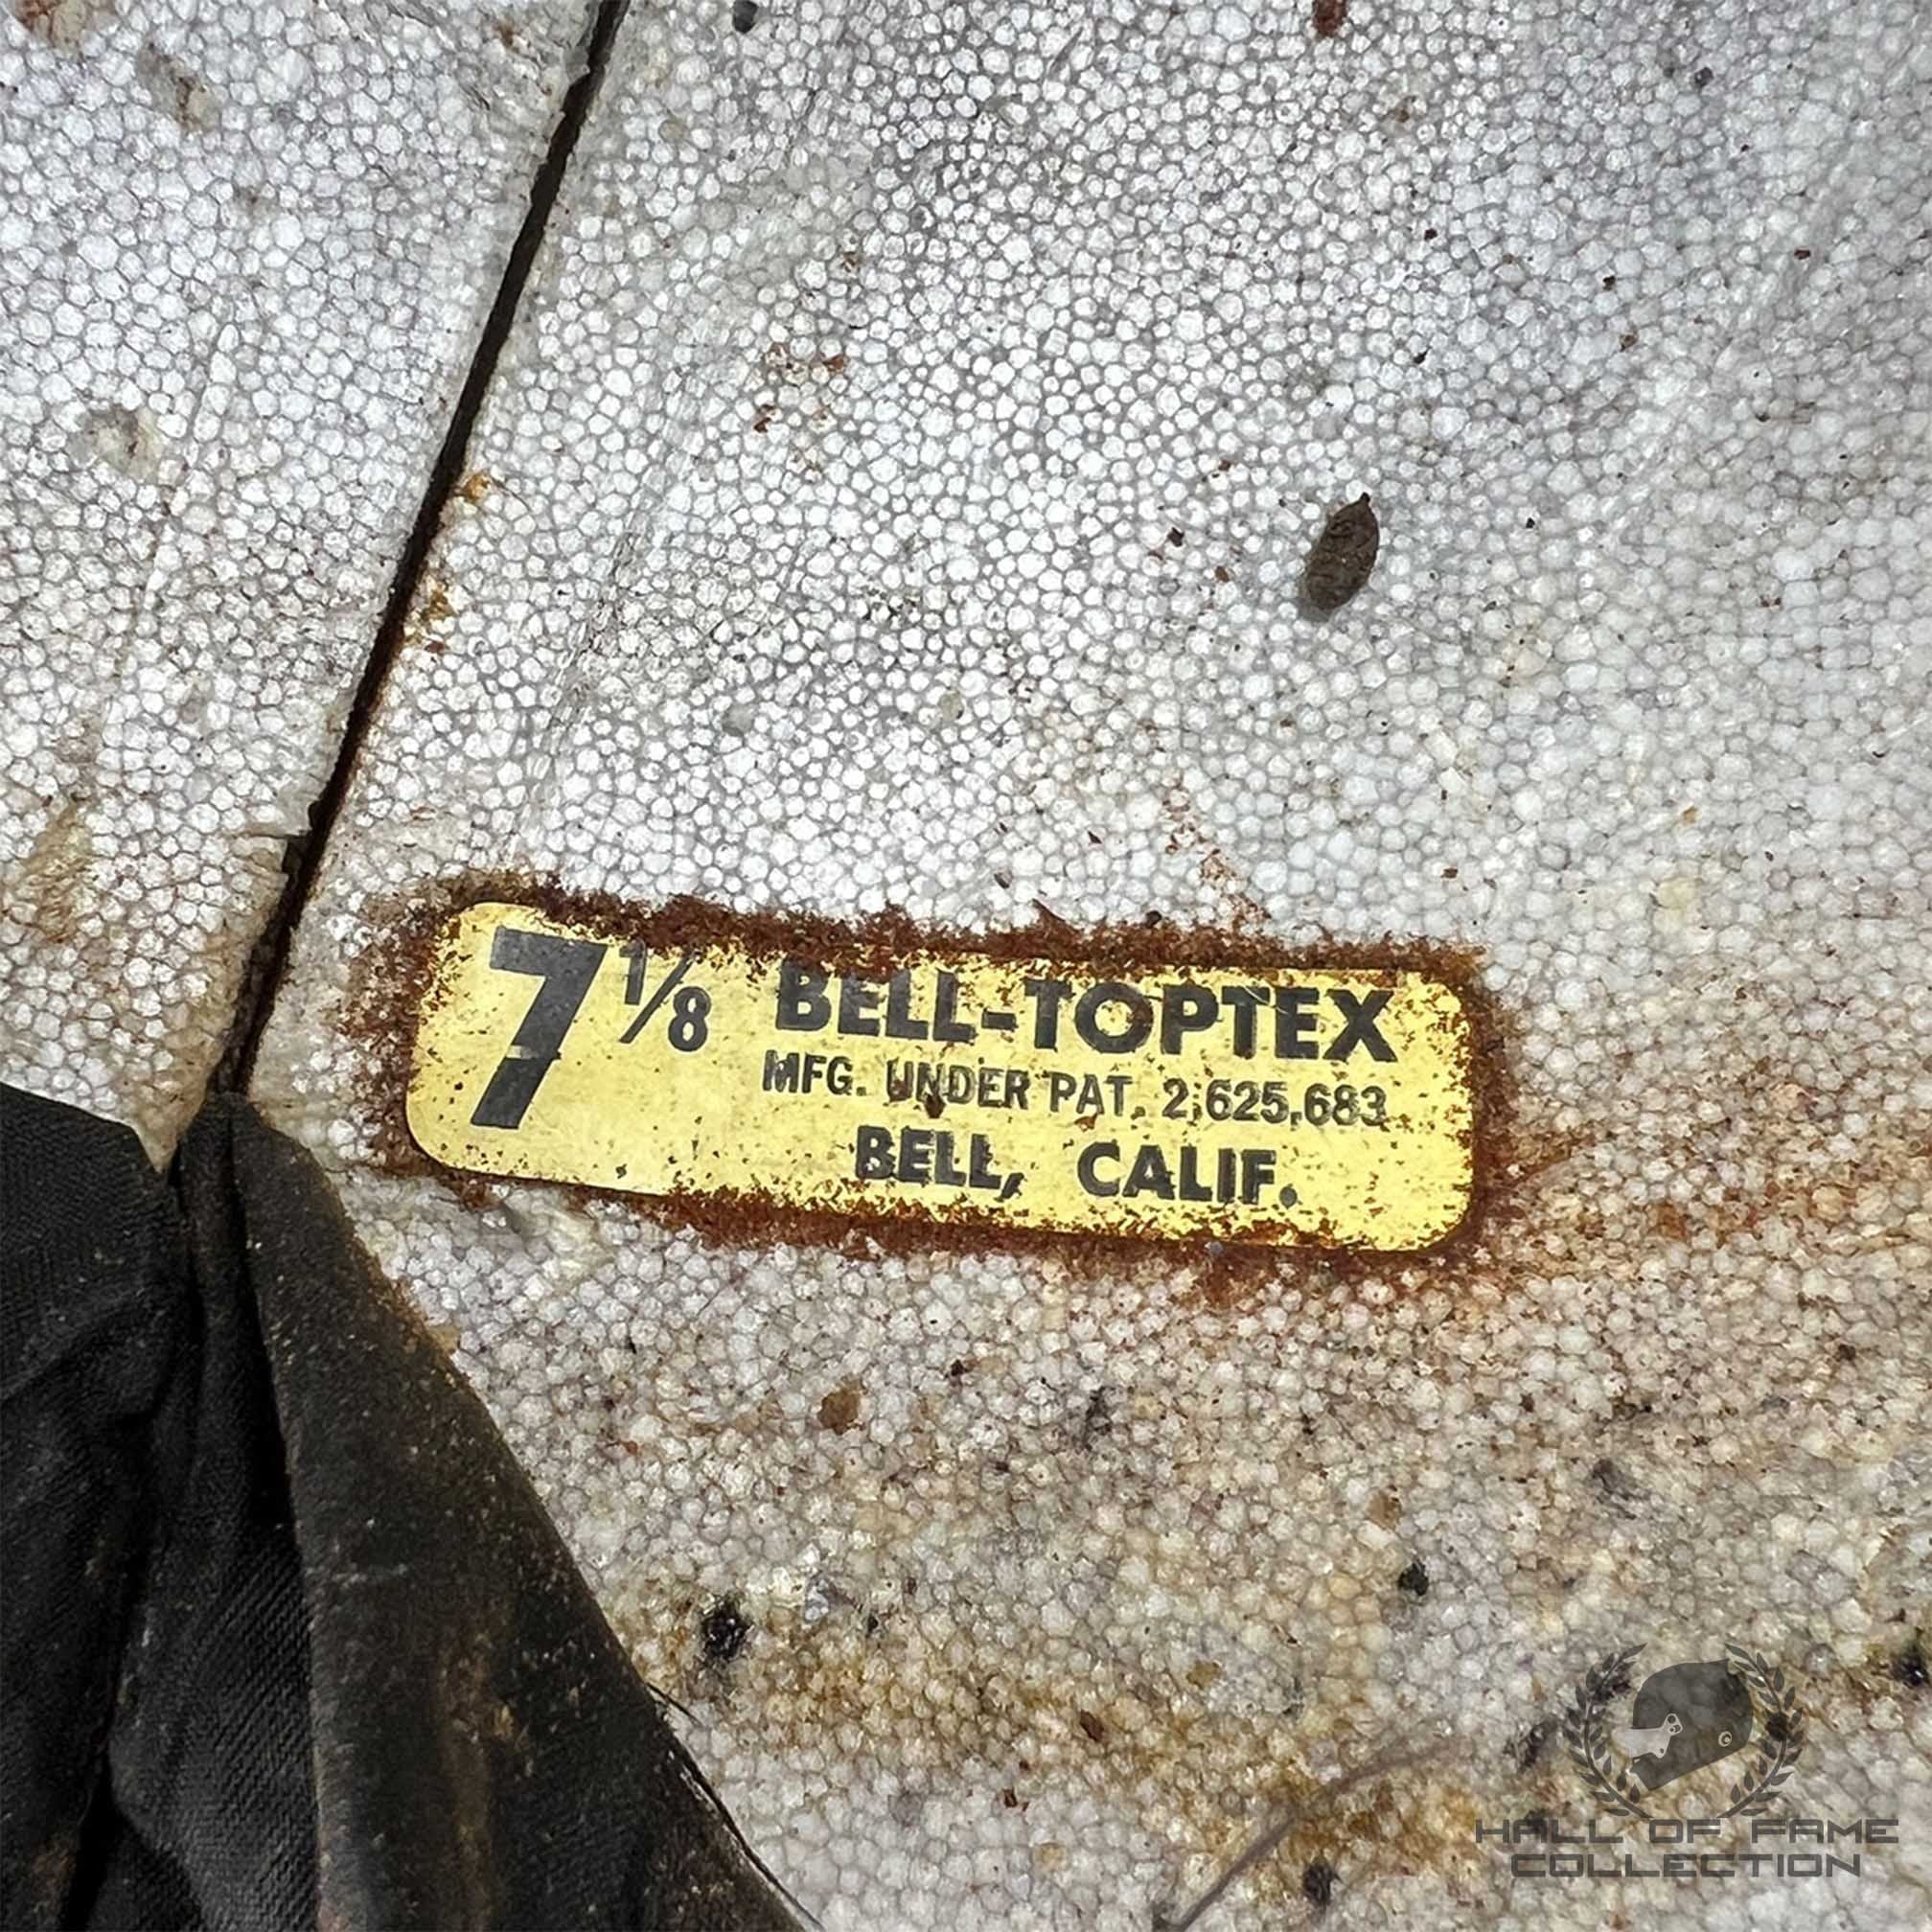 7 1/8 BELL-TOPTEX
MFG. UNDER PAT. 2,625,683
BELL, CALIF.
HALL OF FAME
COLLECTION